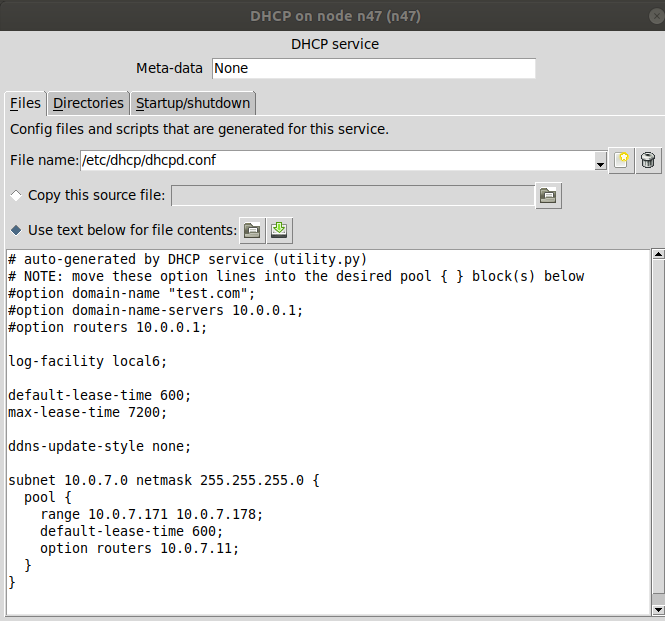 DHCP on node n47 (n47)
DHCP service
Meta-data None
Files Directories Startup/shutdown
Config files and scripts that are generated for this service.
File name: /etc/dhcp/dhcpd.conf
Copy this source file:
Use text below for file contents:
# auto-generated by DHCP service (utility.py)
# NOTE: move these option lines into the desired pool { } block(s) below
#option domain-name "test.com";
#option domain-name-servers 10.0.0.1;
#option routers 10.0.0.1;

log-facility local6;

default-lease-time 600;
max-lease-time 7200;

ddns-update-style none;

subnet 10.0.7.0 netmask 255.255.255.0 {
  pool {
    range 10.0.7.171 10.0.7.178;
    default-lease-time 600;
    option routers 10.0.7.11;
  }
}